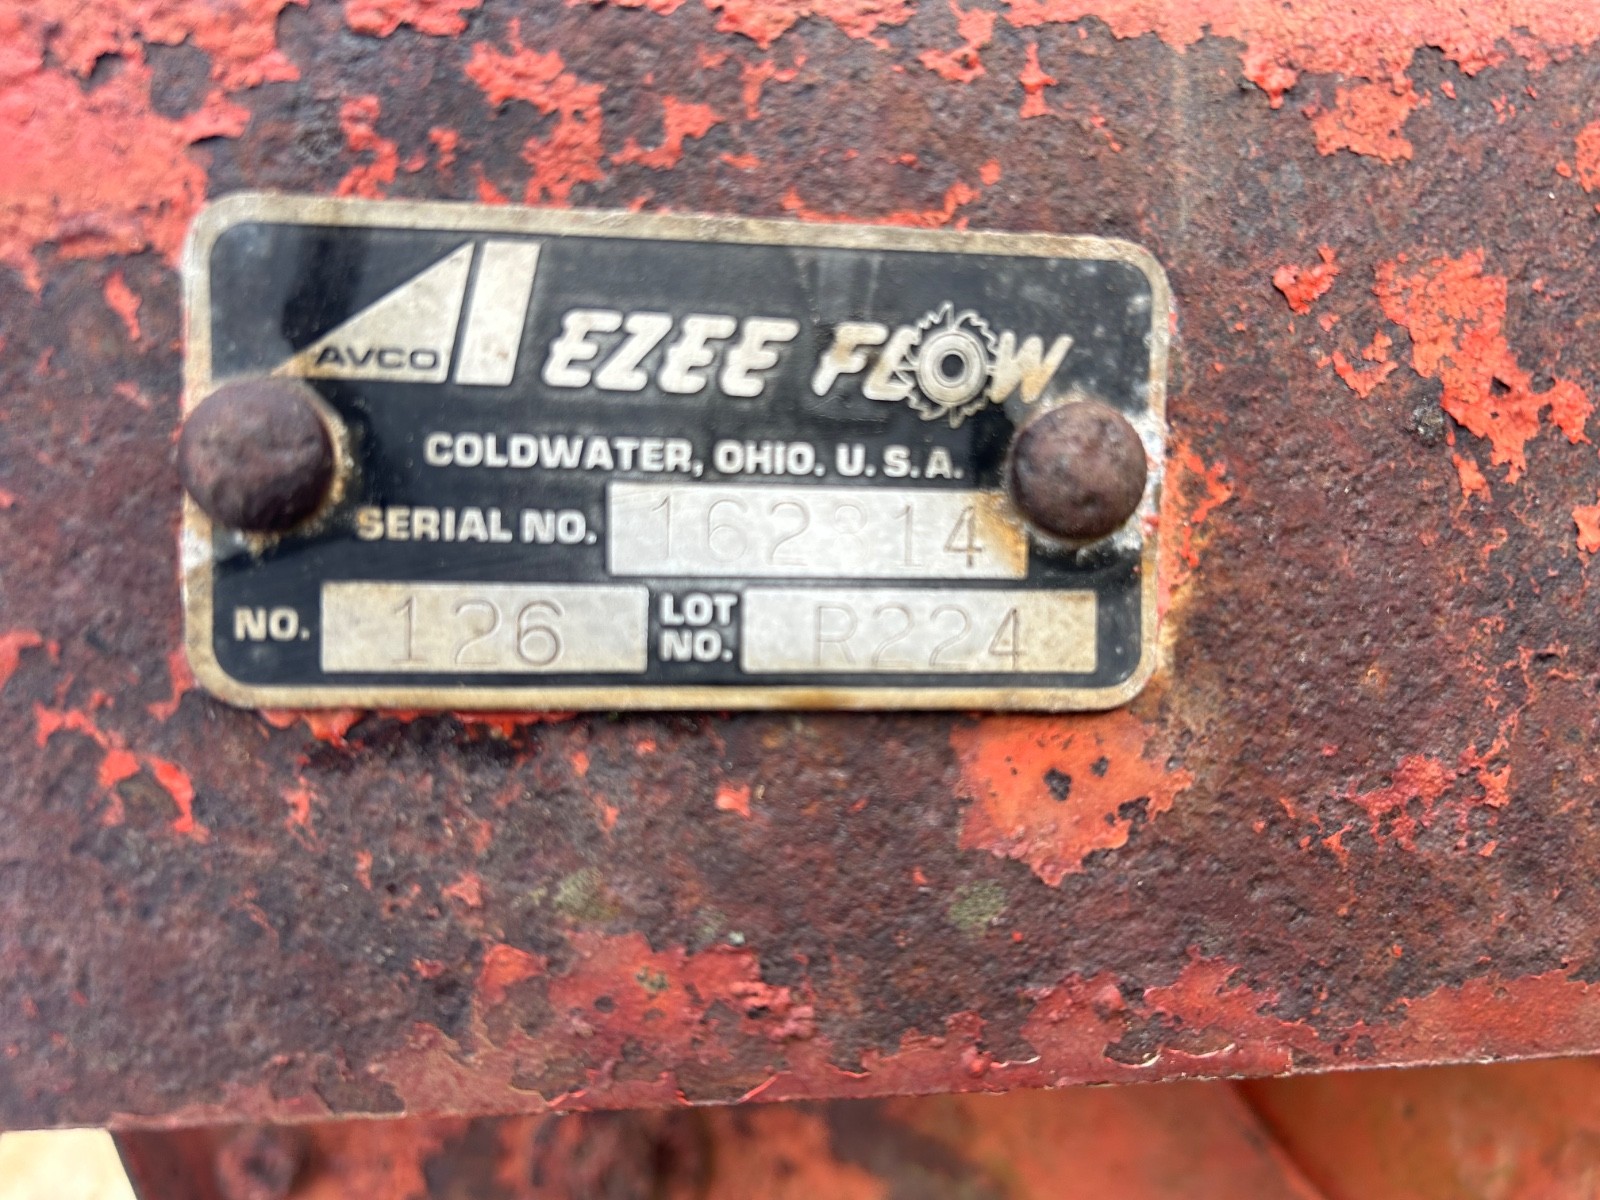 AVCO
EZEE FLOW
COLDWATER, OHIO. U.S.A.
SERIAL NO.
NO. 126 LOT NO. R224